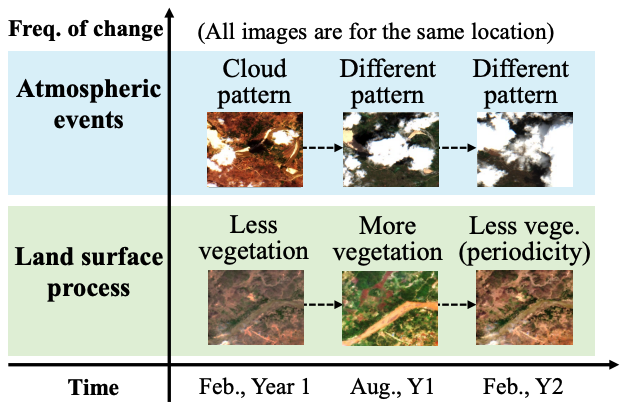 Freq. of change
(All images are for the same location)
Atmospheric
events
Cloud
pattern
Different
pattern
Different
pattern
Land surface
process
Less
vegetation
More
vegetation
Less vege.
(periodicity)
Time
Feb., Year 1
Aug., Y1
Feb., Y2